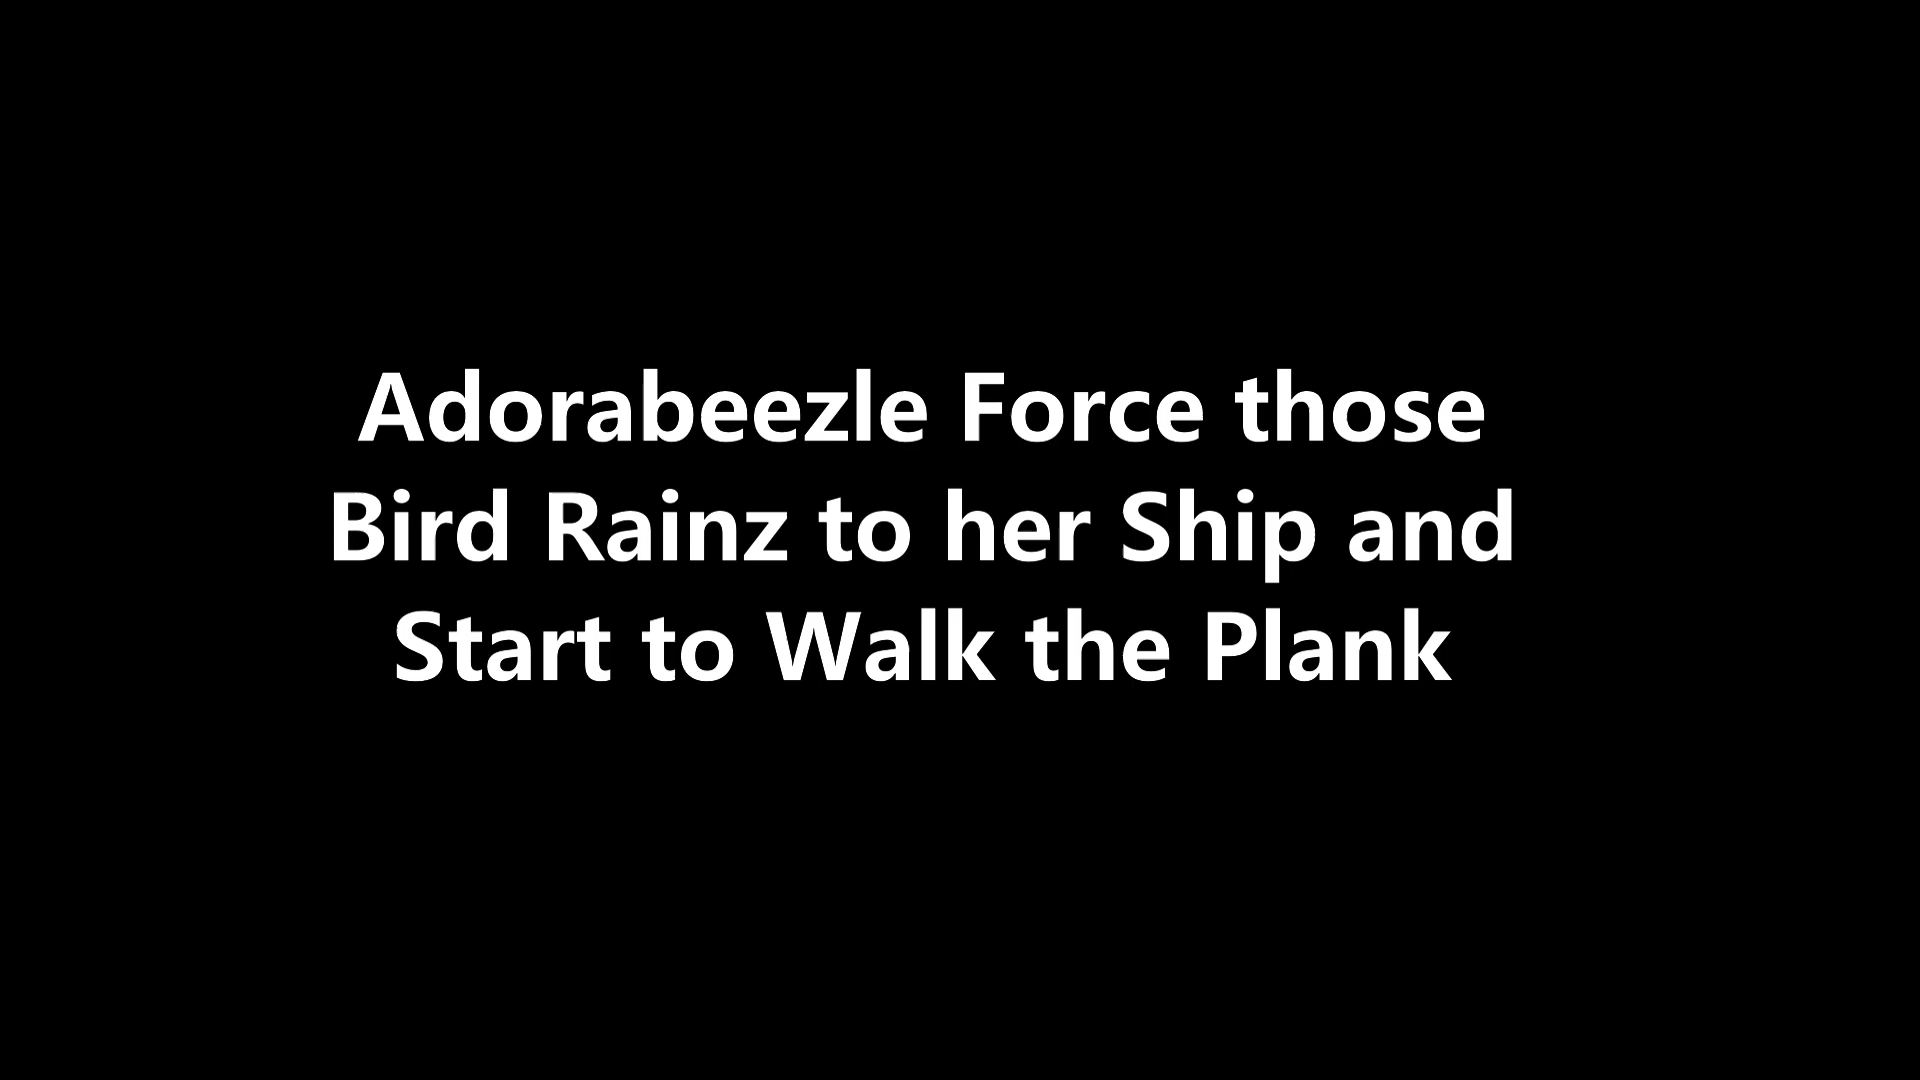 Adorabeezle Force those
Bird Rainz to her Ship and
Start to Walk the Plank